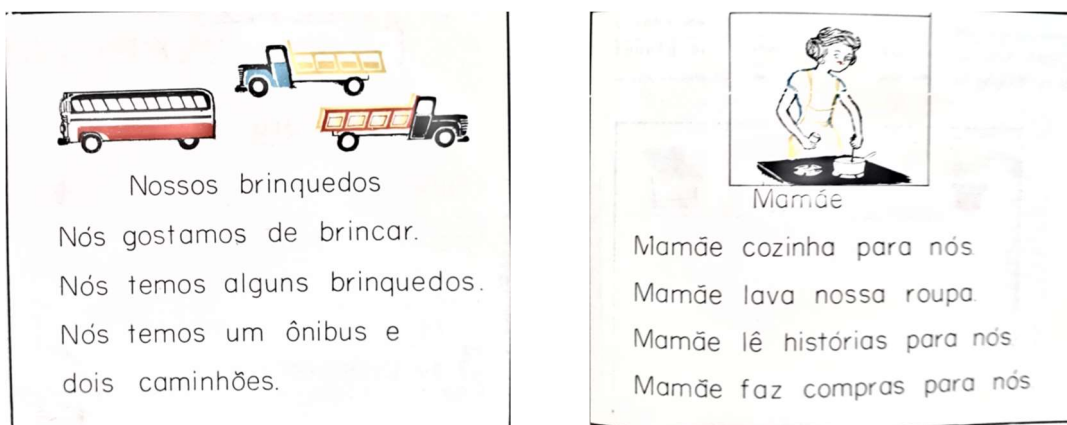 Nossos brinquedos
Nós gostamos de brincar.
Nós temos alguns brinquedos.
Nós temos um ônibus e
dois caminhões.
Mamãe
Mamãe cozinha para nós.
Mamãe lava nossa roupa.
Mamãe lê histórias para nós.
Mamãe faz compras para nós